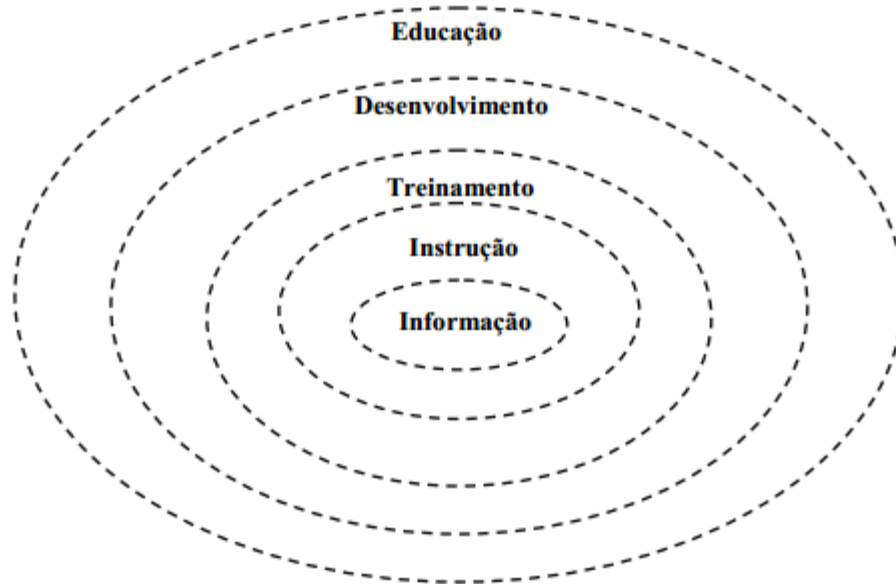 Educação
Desenvolvimento
Treinamento
Instrução
Informação